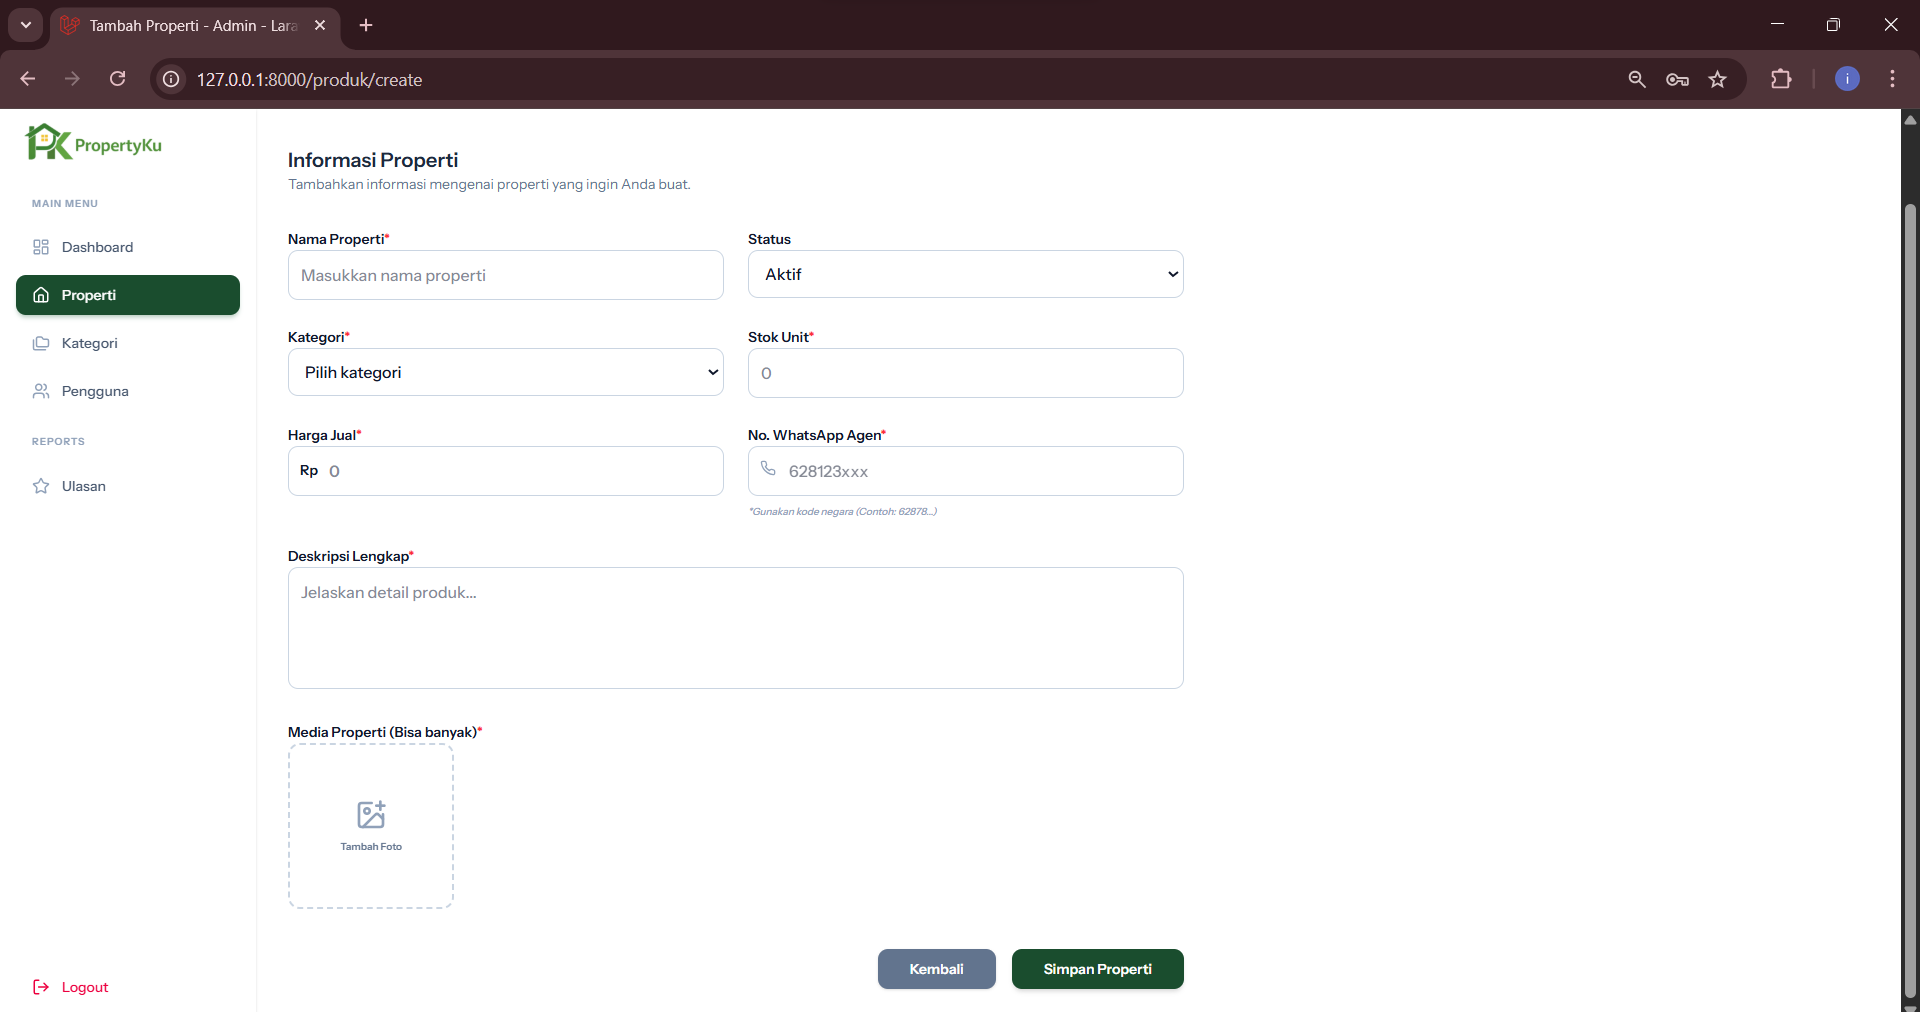 Tambah Properti - Admin - Lara
127.0.0.1:8000/produk/create
i
PropertyKu
MAIN MENU
Dashboard
Properti
Kategori
Pengguna
REPORTS
Ulasan
Logout
Informasi Properti
Tambahkan informasi mengenai properti yang ingin Anda buat.
Nama Properti*
Masukkan nama properti
Status
Aktif
Kategori*
Pilih kategori
Stok Unit*
0
Harga Jual*
Rp 0
No. WhatsApp Agen*
628123xxx
*Gunakan kode negara (Contoh: 62878...)
Deskripsi Lengkap*
Jelaskan detail produk...
Media Properti (Bisa banyak)*
Tambah Foto
Kembali
Simpan Properti